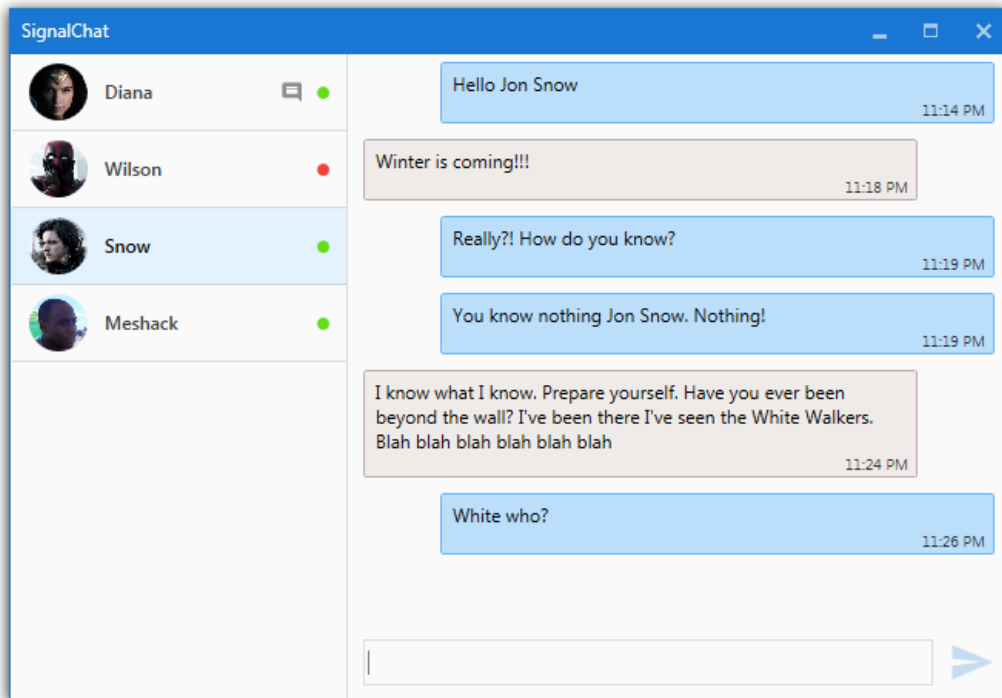 SignalChat
Diana
Wilson
Snow
Meshack
Hello Jon Snow
11:14 PM
Winter is coming!!!
11:18 PM
Really?! How do you know?
11:19 PM
You know nothing Jon Snow. Nothing!
11:19 PM
I know what I know. Prepare yourself. Have you ever been
beyond the wall? I've been there I've seen the White Walkers.
Blah blah blah blah blah blah
11:24 PM
White who?
11:26 PM